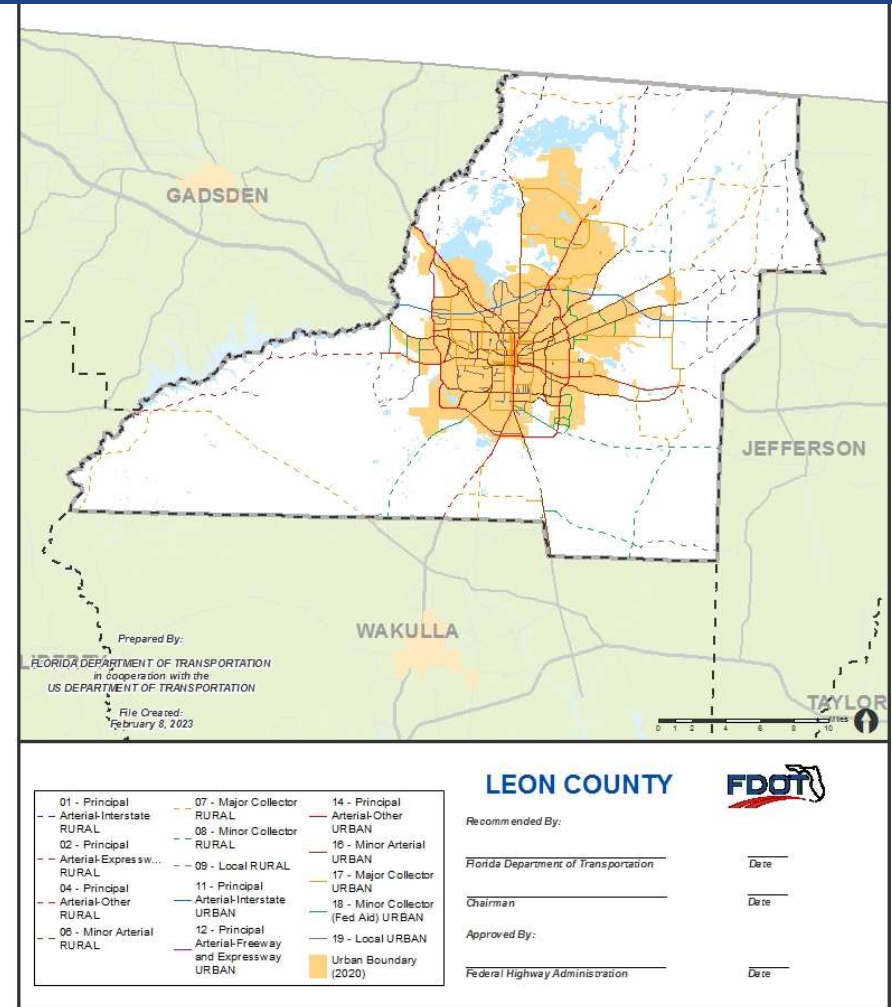 GADSDEN
JEFFERSON
WAKULLA
TAYLOR
Prepared By:
FLORIDA DEPARTMENT OF TRANSPORTATION
in cooperation with the
US DEPARTMENT OF TRANSPORTATION
File Created:
February 8, 2023
Miles
0 1 2 4 6 8 10
01 - Principal
Arterial-Interstate
RURAL
02 - Principal
Arterial-Expressw...
RURAL
04 - Principal
Arterial-Other
RURAL
06 - Minor Arterial
RURAL
07 - Major Collector
RURAL
08 - Minor Collector
RURAL
09 - Local RURAL
11 - Principal
Arterial-Interstate
URBAN
12 - Principal
Arterial-Freeway
and Expressway
URBAN
14 - Principal
Arterial-Other
URBAN
16 - Minor Arterial
URBAN
17 - Major Collector
URBAN
18 - Minor Collector
(Fed Aid) URBAN
19 - Local URBAN
Urban Boundary
(2020)
LEON COUNTY
FDOT
Recommended By:
Florida Department of Transportation
Date
Chairman
Date
Approved By:
Federal Highway Administration
Date